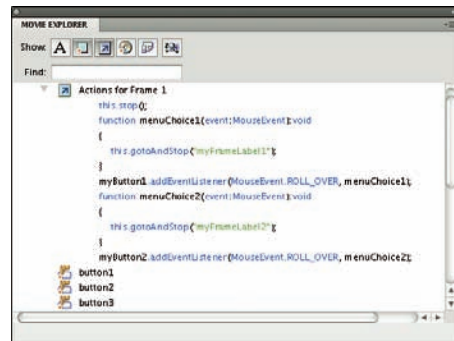 MOVIE EXPLORER
Show: A
Find:
Actions for Frame 1
this.stop();
function menuChoice1(event:MouseEvent):void
{
this.gotoAndStop("myFrameLabel1");
}
myButton1.addEventListener(MouseEvent.ROLL_OVER, menuChoice1);
function menuChoice2(event:MouseEvent):void
{
this.gotoAndStop("myFrameLabel2");
}
myButton2.addEventListener(MouseEvent.ROLL_OVER, menuChoice2);
button1
button2
button3